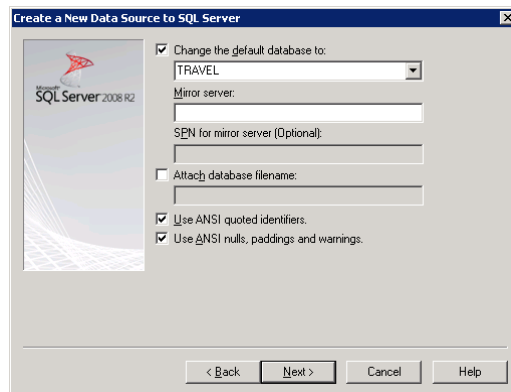 Create a New Data Source to SQL Server
Microsoft
SQL Server 2008 R2
Change the default database to:
TRAVEL
Mirror server:
SPN for mirror server (Optional):
Attach database filename:
Use ANSI quoted identifiers.
Use ANSI nulls, paddings and warnings.
< Back
Next >
Cancel
Help